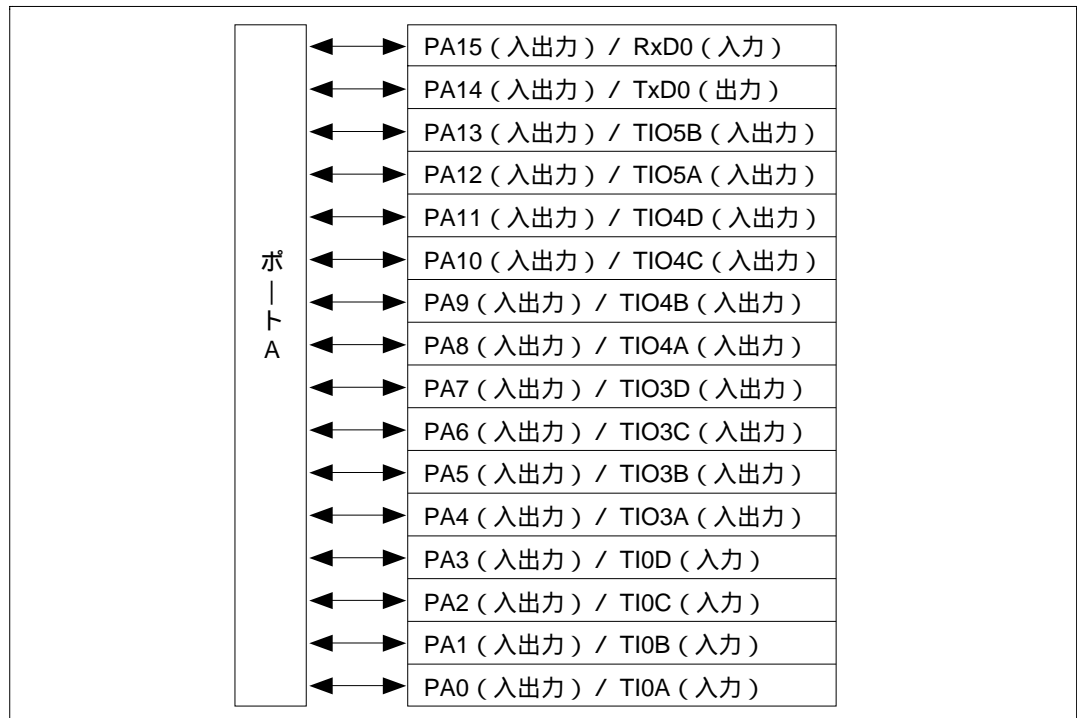 ポートA
PA15(入出力)/ RxD0(入力)
PA14(入出力)/ TxD0(出力)
PA13(入出力)/ TIO5B(入出力)
PA12(入出力)/ TIO5A(入出力)
PA11(入出力)/ TIO4D(入出力)
PA10(入出力)/ TIO4C(入出力)
PA9(入出力)/ TIO4B(入出力)
PA8(入出力)/ TIO4A(入出力)
PA7(入出力)/ TIO3D(入出力)
PA6(入出力)/ TIO3C(入出力)
PA5(入出力)/ TIO3B(入出力)
PA4(入出力)/ TIO3A(入出力)
PA3(入出力)/ TI0D(入力)
PA2(入出力)/ TI0C(入力)
PA1(入出力)/ TI0B(入力)
PA0(入出力)/ TI0A(入力)